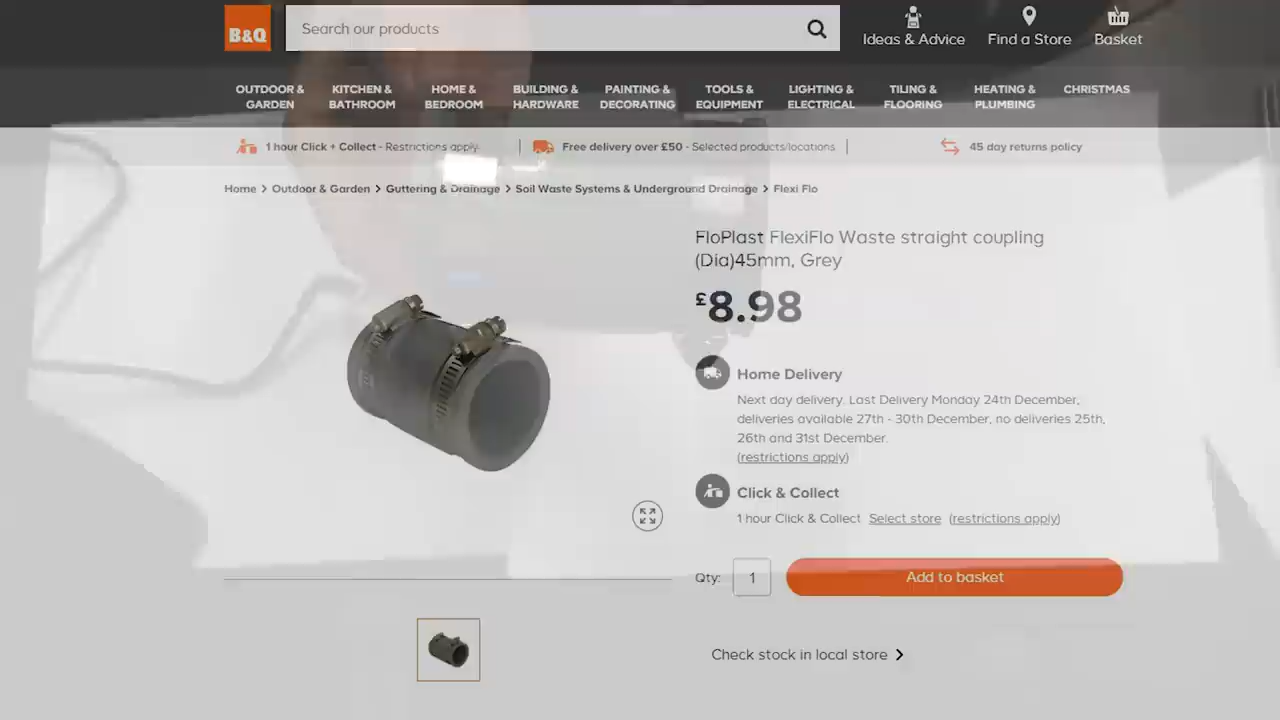 B&Q
Search our products
Ideas & Advice
Find a Store
Basket
OUTDOOR &
GARDEN
KITCHEN &
BATHROOM
HOME &
BEDROOM
BUILDING &
HARDWARE
PAINTING &
DECORATING
TOOLS &
EQUIPMENT
LIGHTING &
ELECTRICAL
TILING &
FLOORING
HEATING &
PLUMBING
CHRISTMAS
1 hour Click + Collect - Restrictions apply.
Free delivery over £50 - Selected products/locations
45 day returns policy
Home > Outdoor & Garden > Guttering & Drainage > Soil Waste Systems & Underground Drainage > Flexi Flo
FloPlast FlexiFlo Waste straight coupling
(Dia)45mm, Grey
£8.98
Home Delivery
Next day delivery. Last Delivery Monday 24th December,
deliveries available 27th - 30th December, no deliveries 25th,
26th and 31st December.
(restrictions apply)
Click & Collect
1 hour Click & Collect Select store (restrictions apply)
Qty: 1
Add to basket
Check stock in local store >